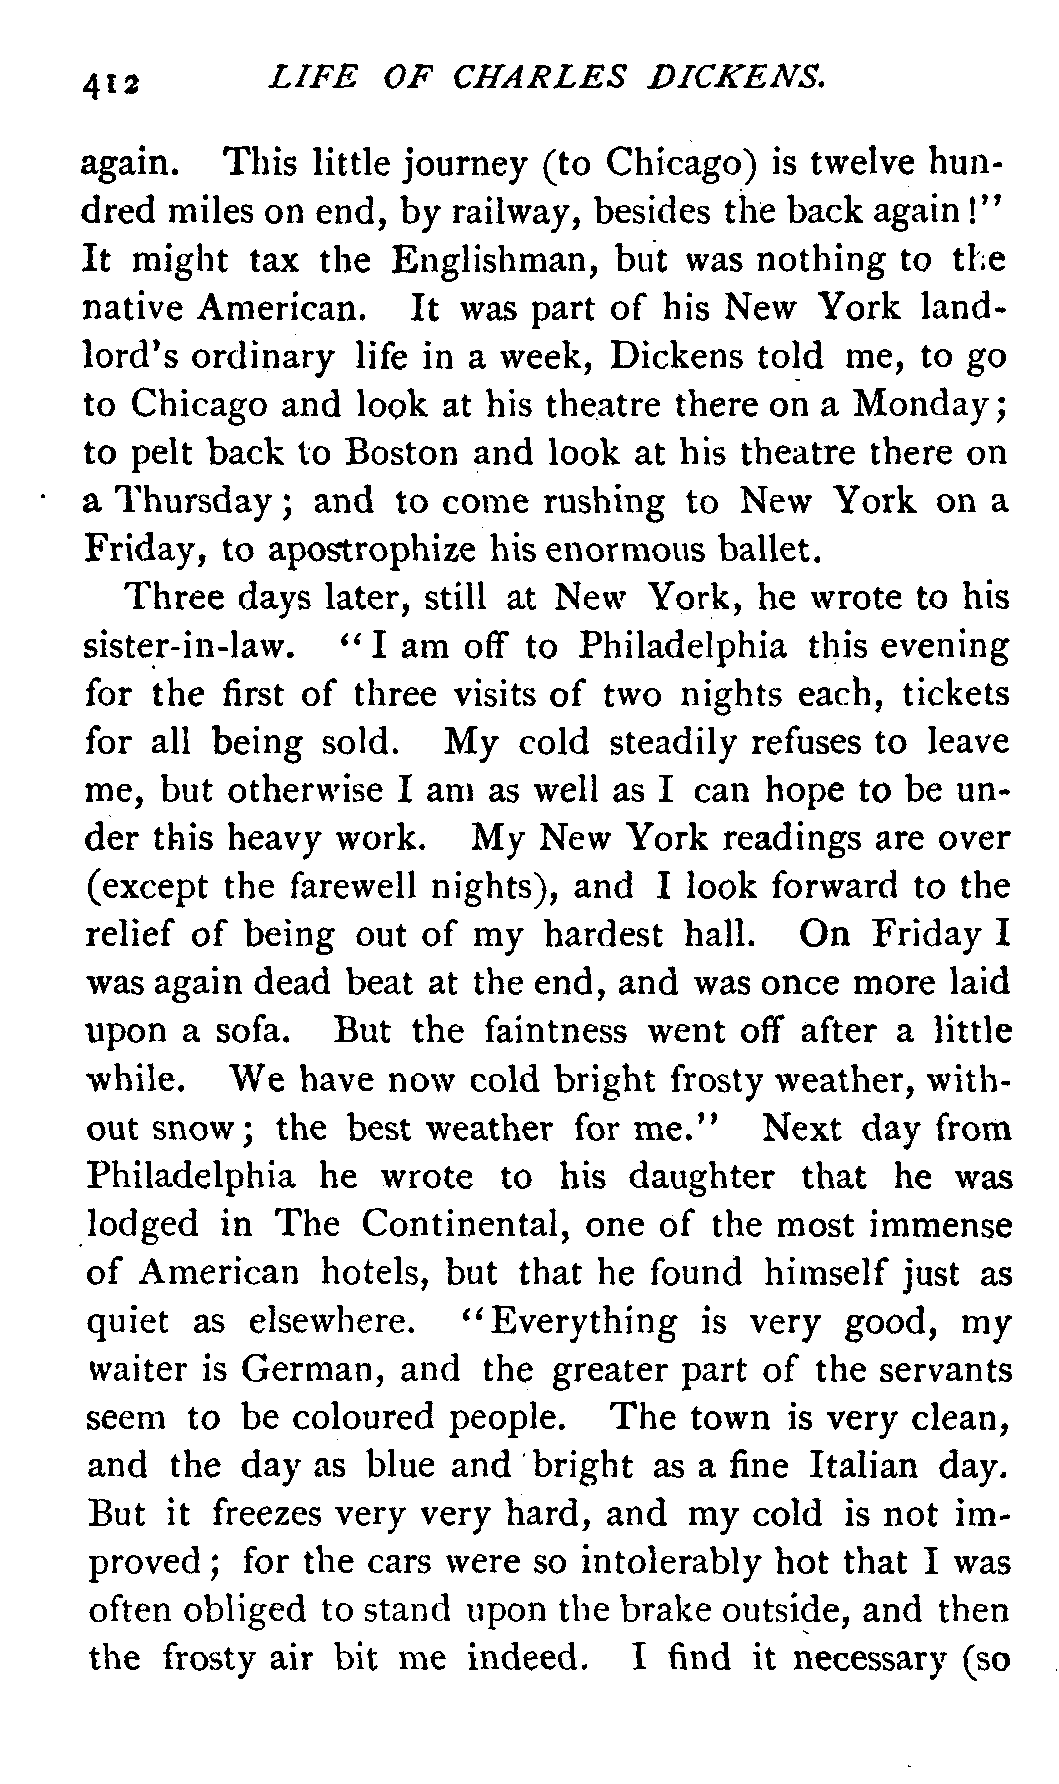 412 LIFE OF CHARLES DICKENS.
again. This little journey (to Chicago) is twelve hun-
dred miles on end, by railway, besides the back again!"
It might tax the Englishman, but was nothing to the
native American. It was part of his New York land-
lord's ordinary life in a week, Dickens told me, to go
to Chicago and look at his theatre there on a Monday;
to pelt back to Boston and look at his theatre there on
a Thursday; and to come rushing to New York on a
Friday, to apostrophize his enormous ballet.
Three days later, still at New York, he wrote to his
sister-in-law. "I am off to Philadelphia this evening
for the first of three visits of two nights each, tickets
for all being sold. My cold steadily refuses to leave
me, but otherwise I am as well as I can hope to be un-
der this heavy work. My New York readings are over
(except the farewell nights), and I look forward to the
relief of being out of my hardest hall. On Friday I
was again dead beat at the end, and was once more laid
upon a sofa. But the faintness went off after a little
while. We have now cold bright frosty weather, with-
out snow; the best weather for me." Next day from
Philadelphia he wrote to his daughter that he was
lodged in The Continental, one of the most immense
of American hotels, but that he found himself just as
quiet as elsewhere. "Everything is very good, my
waiter is German, and the greater part of the servants
seem to be coloured people. The town is very clean,
and the day as blue and bright as a fine Italian day.
But it freezes very very hard, and my cold is not im-
proved; for the cars were so intolerably hot that I was
often obliged to stand upon the brake outside, and then
the frosty air bit me indeed. I find it necessary (so